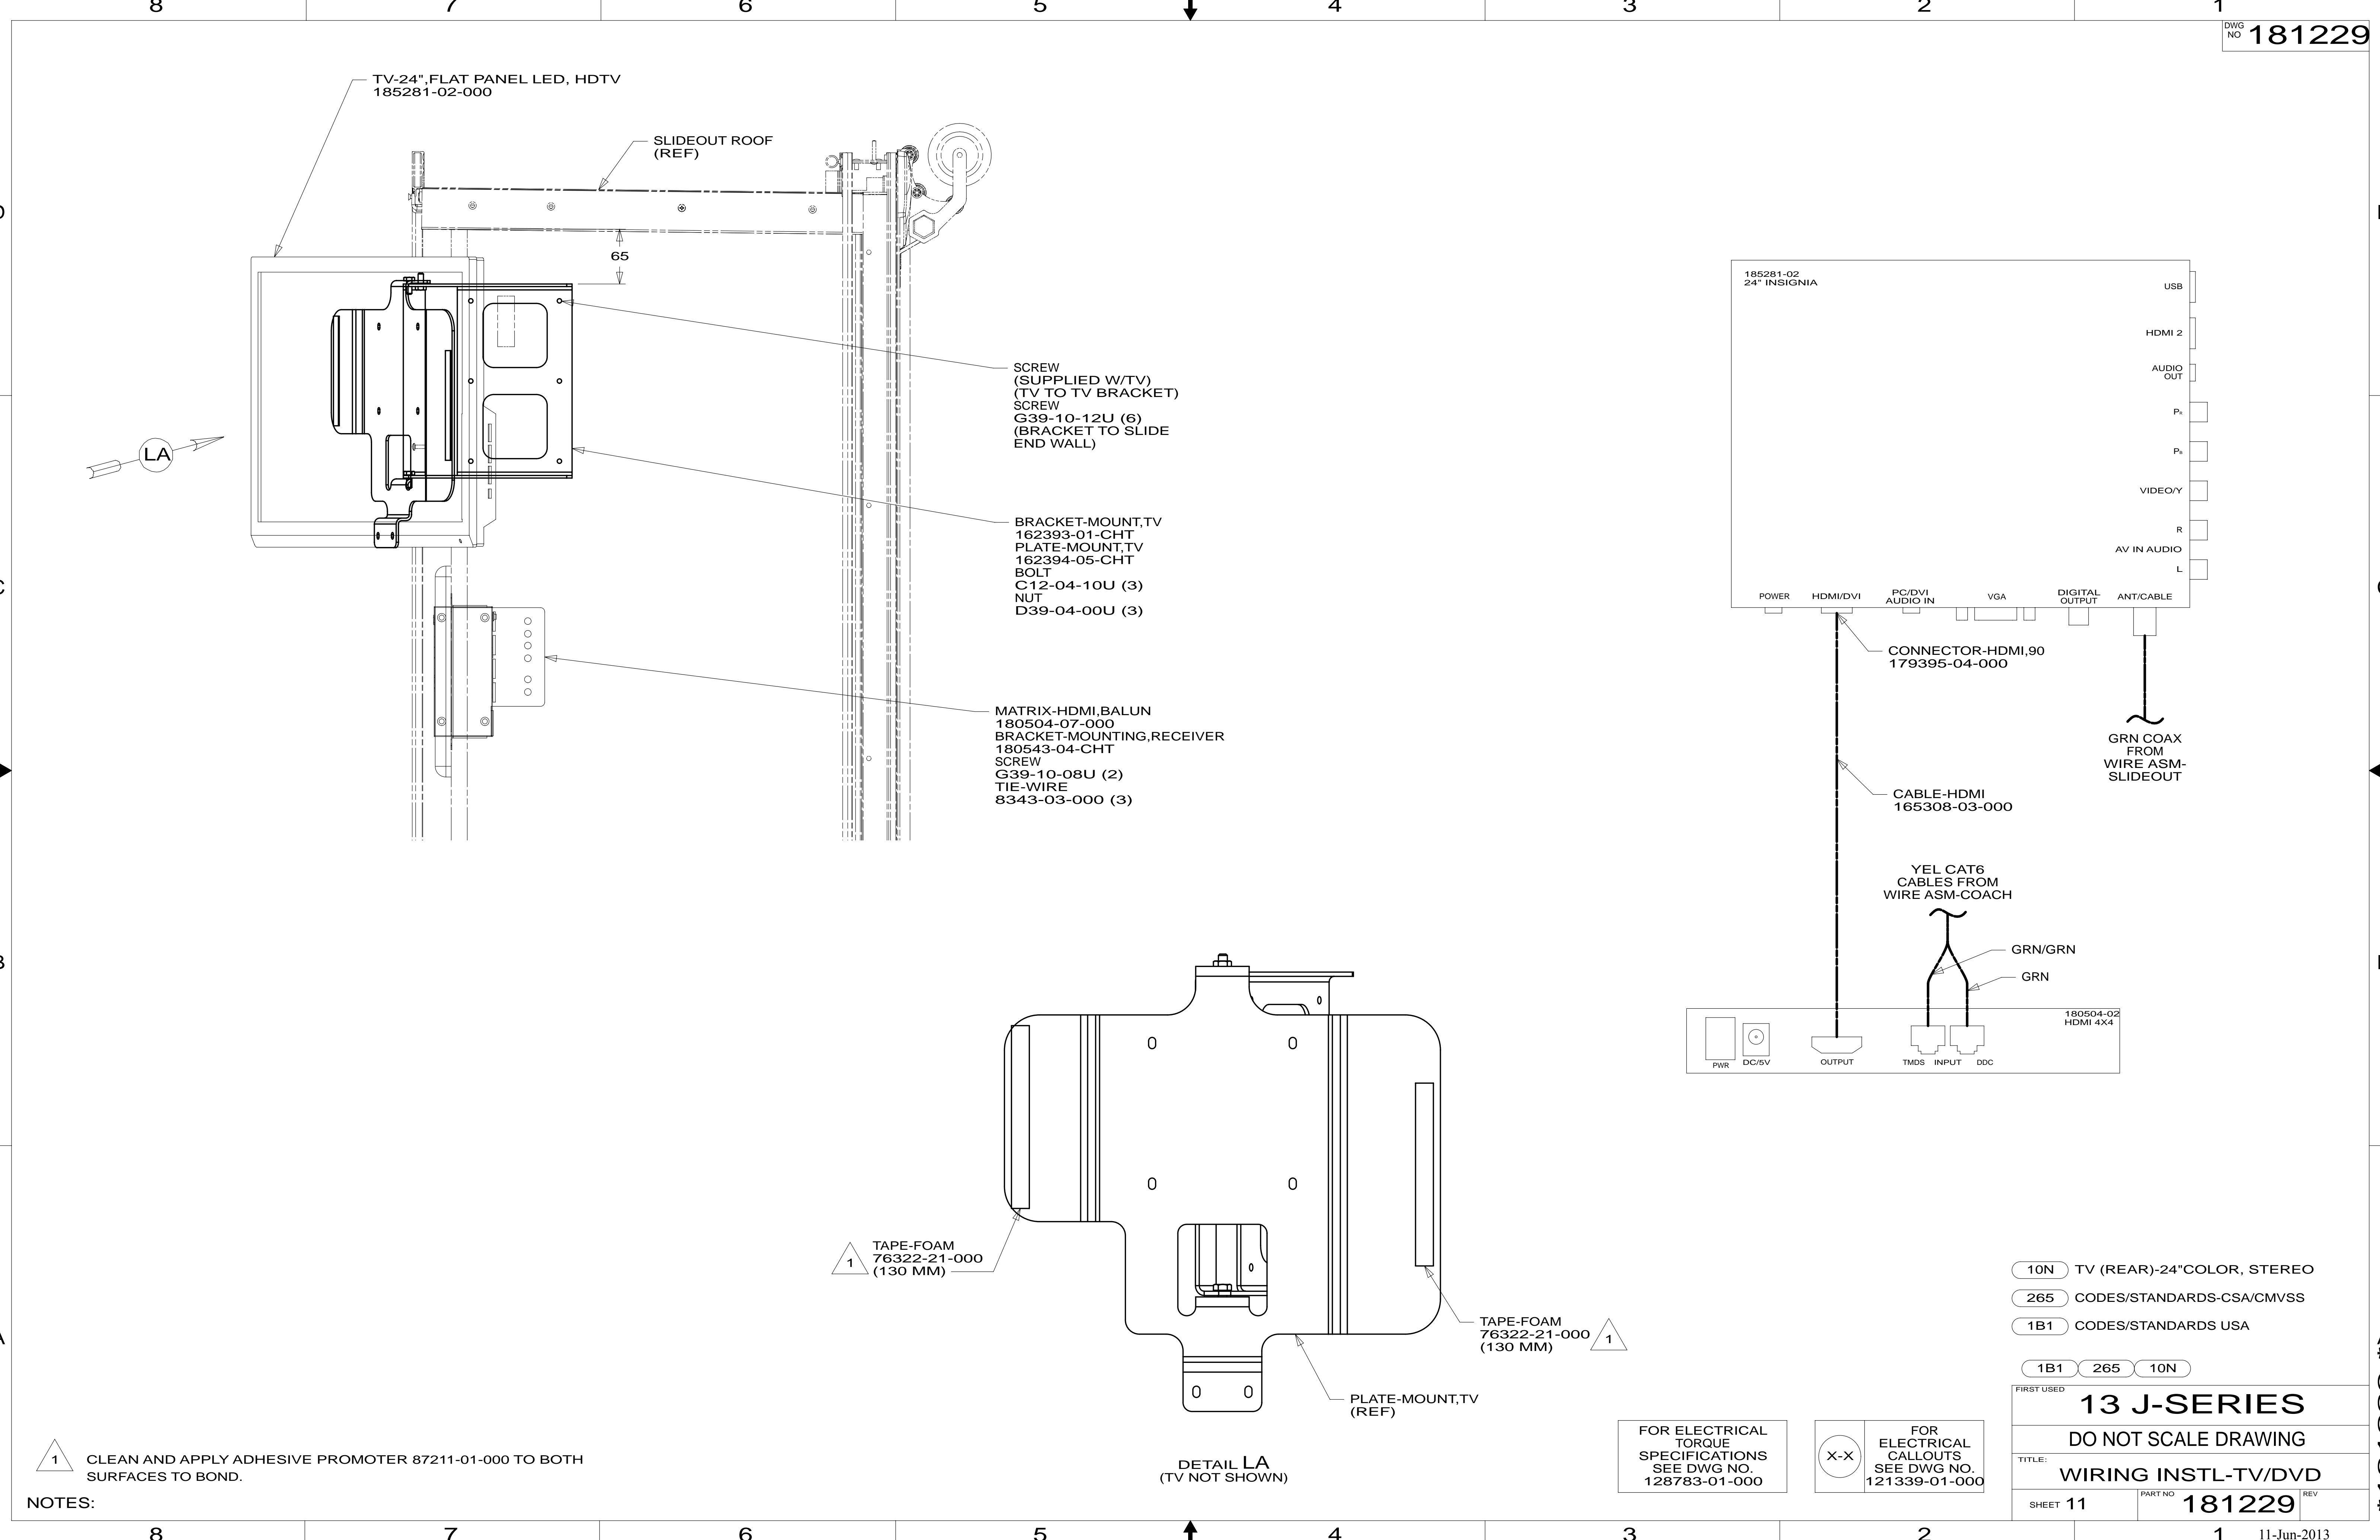 8 7 6 5 4 3 2 1
DWG
NO 181229
TV-24",FLAT PANEL LED, HDTV
185281-02-000
SLIDEOUT ROOF
(REF)
65
LA
SCREW
(SUPPLIED W/TV)
(TV TO TV BRACKET)
SCREW
G39-10-12U (6)
(BRACKET TO SLIDE
END WALL)
BRACKET-MOUNT,TV
162393-01-CHT
PLATE-MOUNT,TV
162394-05-CHT
BOLT
C12-04-10U (3)
NUT
D39-04-00U (3)
MATRIX-HDMI,BALUN
180504-07-000
BRACKET-MOUNTING,RECEIVER
180543-04-CHT
SCREW
G39-10-08U (2)
TIE-WIRE
8343-03-000 (3)
185281-02
24" INSIGNIA
USB
HDMI 2
AUDIO
OUT
VIDEO/Y
R
AV IN AUDIO
L
POWER
HDMI/DVI
PC/DVI
AUDIO IN
VGA
DIGITAL
OUTPUT
ANT/CABLE
CONNECTOR-HDMI,90
179395-04-000
GRN COAX
FROM
WIRE ASM-
SLIDEOUT
CABLE-HDMI
165308-03-000
YEL CAT6
CABLES FROM
WIRE ASM-COACH
GRN/GRN
GRN
180504-02
HDMI 4X4
PWR
DC/5V
OUTPUT
TMDS INPUT DDC
1
TAPE-FOAM
76322-21-000
(130 MM)
TAPE-FOAM
76322-21-000
(130 MM)
1
PLATE-MOUNT,TV
(REF)
DETAIL LA
(TV NOT SHOWN)
10N TV (REAR)-24"COLOR, STEREO
265 CODES/STANDARDS-CSA/CMVSS
1B1 CODES/STANDARDS USA
1B1 265 10N
FIRST USED
13 J-SERIES
DO NOT SCALE DRAWING
TITLE:
WIRING INSTL-TV/DVD
SHEET 11
PART NO 181229
REV
FOR ELECTRICAL
TORQUE
SPECIFICATIONS
SEE DWG NO.
128783-01-000
X-X
FOR
ELECTRICAL
CALLOUTS
SEE DWG NO.
121339-01-000
1 CLEAN AND APPLY ADHESIVE PROMOTER 87211-01-000 TO BOTH
SURFACES TO BOND.
NOTES:
8 7 6 5 4 3 2 1
11-Jun-2013